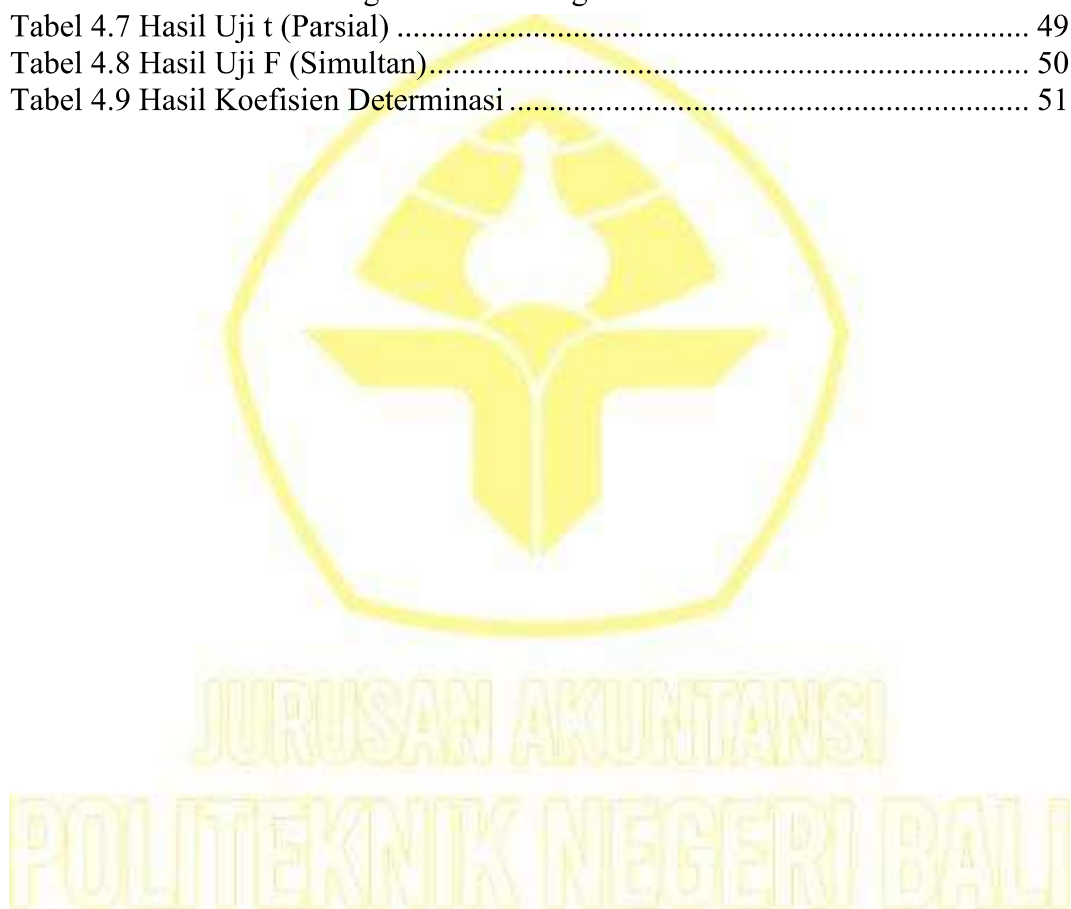 Tabel 4.7 Hasil Uji t (Parsial) ................................................................................ 49
Tabel 4.8 Hasil Uji F (Simultan)............................................................................ 50
Tabel 4.9 Hasil Koefisien Determinasi .................................................................. 51
JURUSAN AKUNTANSI
POLITEKNIK NEGERI BALI